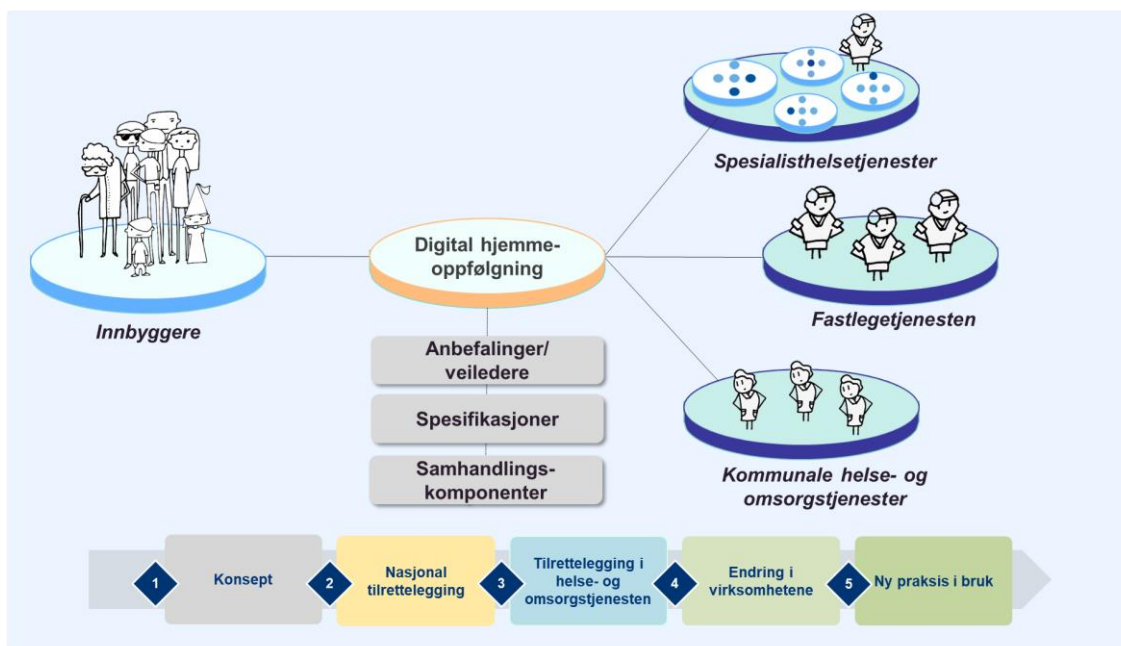 Spesialisthelsetjenester
Digital hjemme-
oppfølgning
Innbyggere
Fastlegetjenesten
Anbefalinger/
veiledere
Spesifikasjoner
Samhandlings-
komponenter
Kommunale helse- og
omsorgstjenester
1
Konsept
2
Nasjonal
tilrettelegging
3
Tilrettelegging i
helse- og
omsorgstjenesten
4
Endring i
virksomhetene
5
Ny praksis i bruk